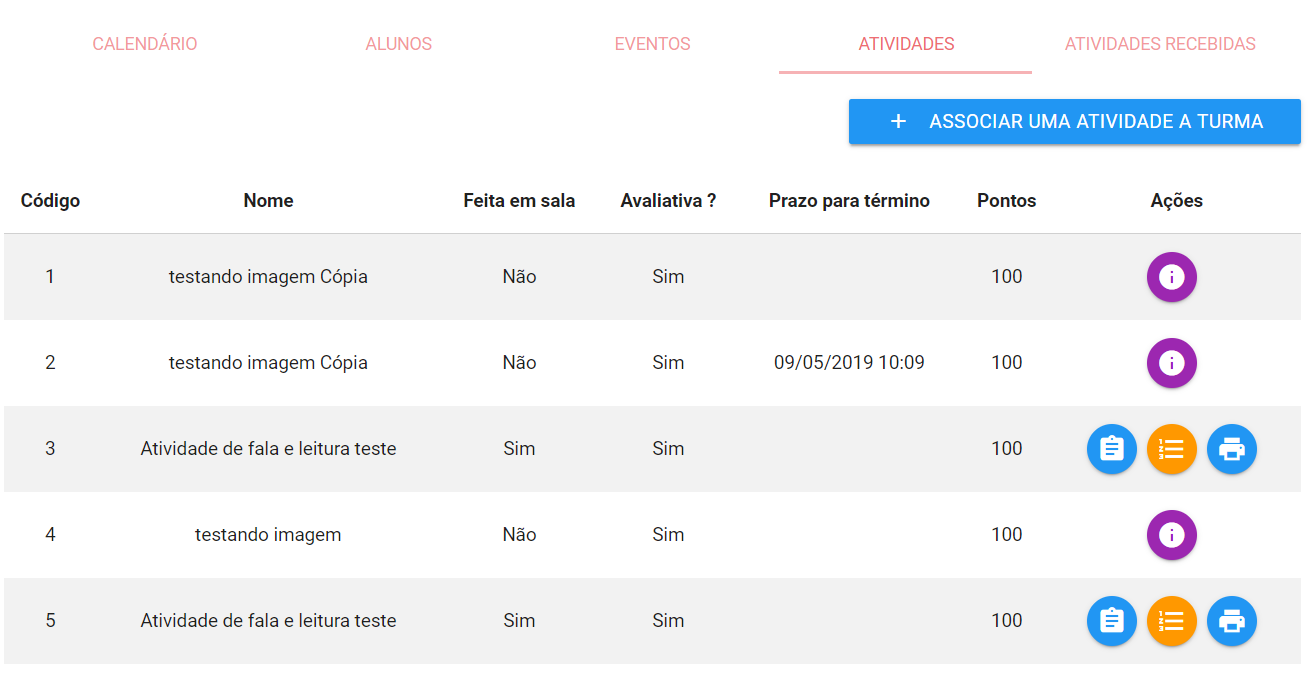 CALENDÁRIO ALUNOS EVENTOS ATIVIDADES ATIVIDADES RECEBIDAS
+ ASSOCIAR UMA ATIVIDADE A TURMA
Código Nome Feita em sala Avaliativa ? Prazo para término Pontos Ações
1 testando imagem Cópia Não Sim 100
2 testando imagem Cópia Não Sim 09/05/2019 10:09 100
3 Atividade de fala e leitura teste Sim Sim 100
4 testando imagem Não Sim 100
5 Atividade de fala e leitura teste Sim Sim 100